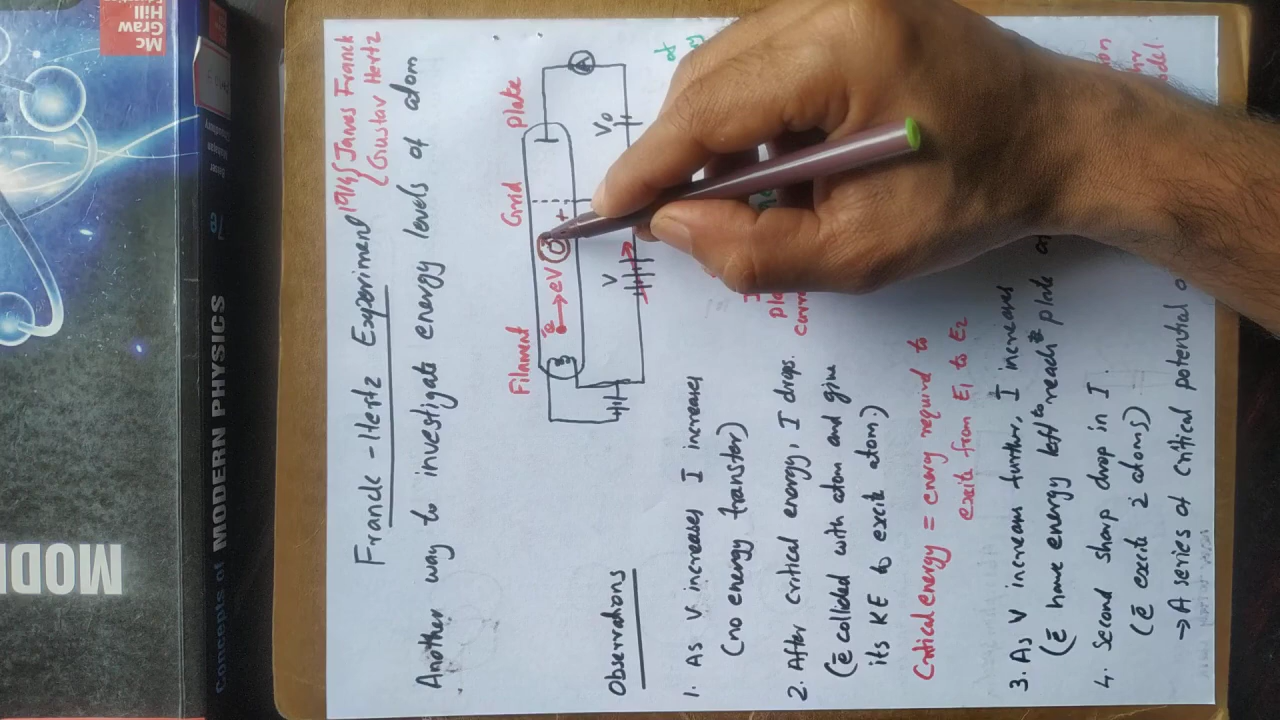 Mc
Graw
Hill
Education
MODE
Concepts of MODERN PHYSICS
7e
Franck-Hertz Experiment 1914 { James Franck
Gustav Hertz
Another way to investigate energy levels of atom
Filament Grid Plate
e → eV
+
V
V₀
A
Observations
1. As V increases I increases
(no energy transfer)
2. After critical energy, I drops.
(ē collided with atom and give
its KE to excite atom.)
Critical energy = energy required to
excite from E₁ to E₂
3. As V increases further, I increases
(ē have energy left to reach plate
4. Second sharp drop in I.
(ē excite 2 atoms)
→ A series of critical potential
of